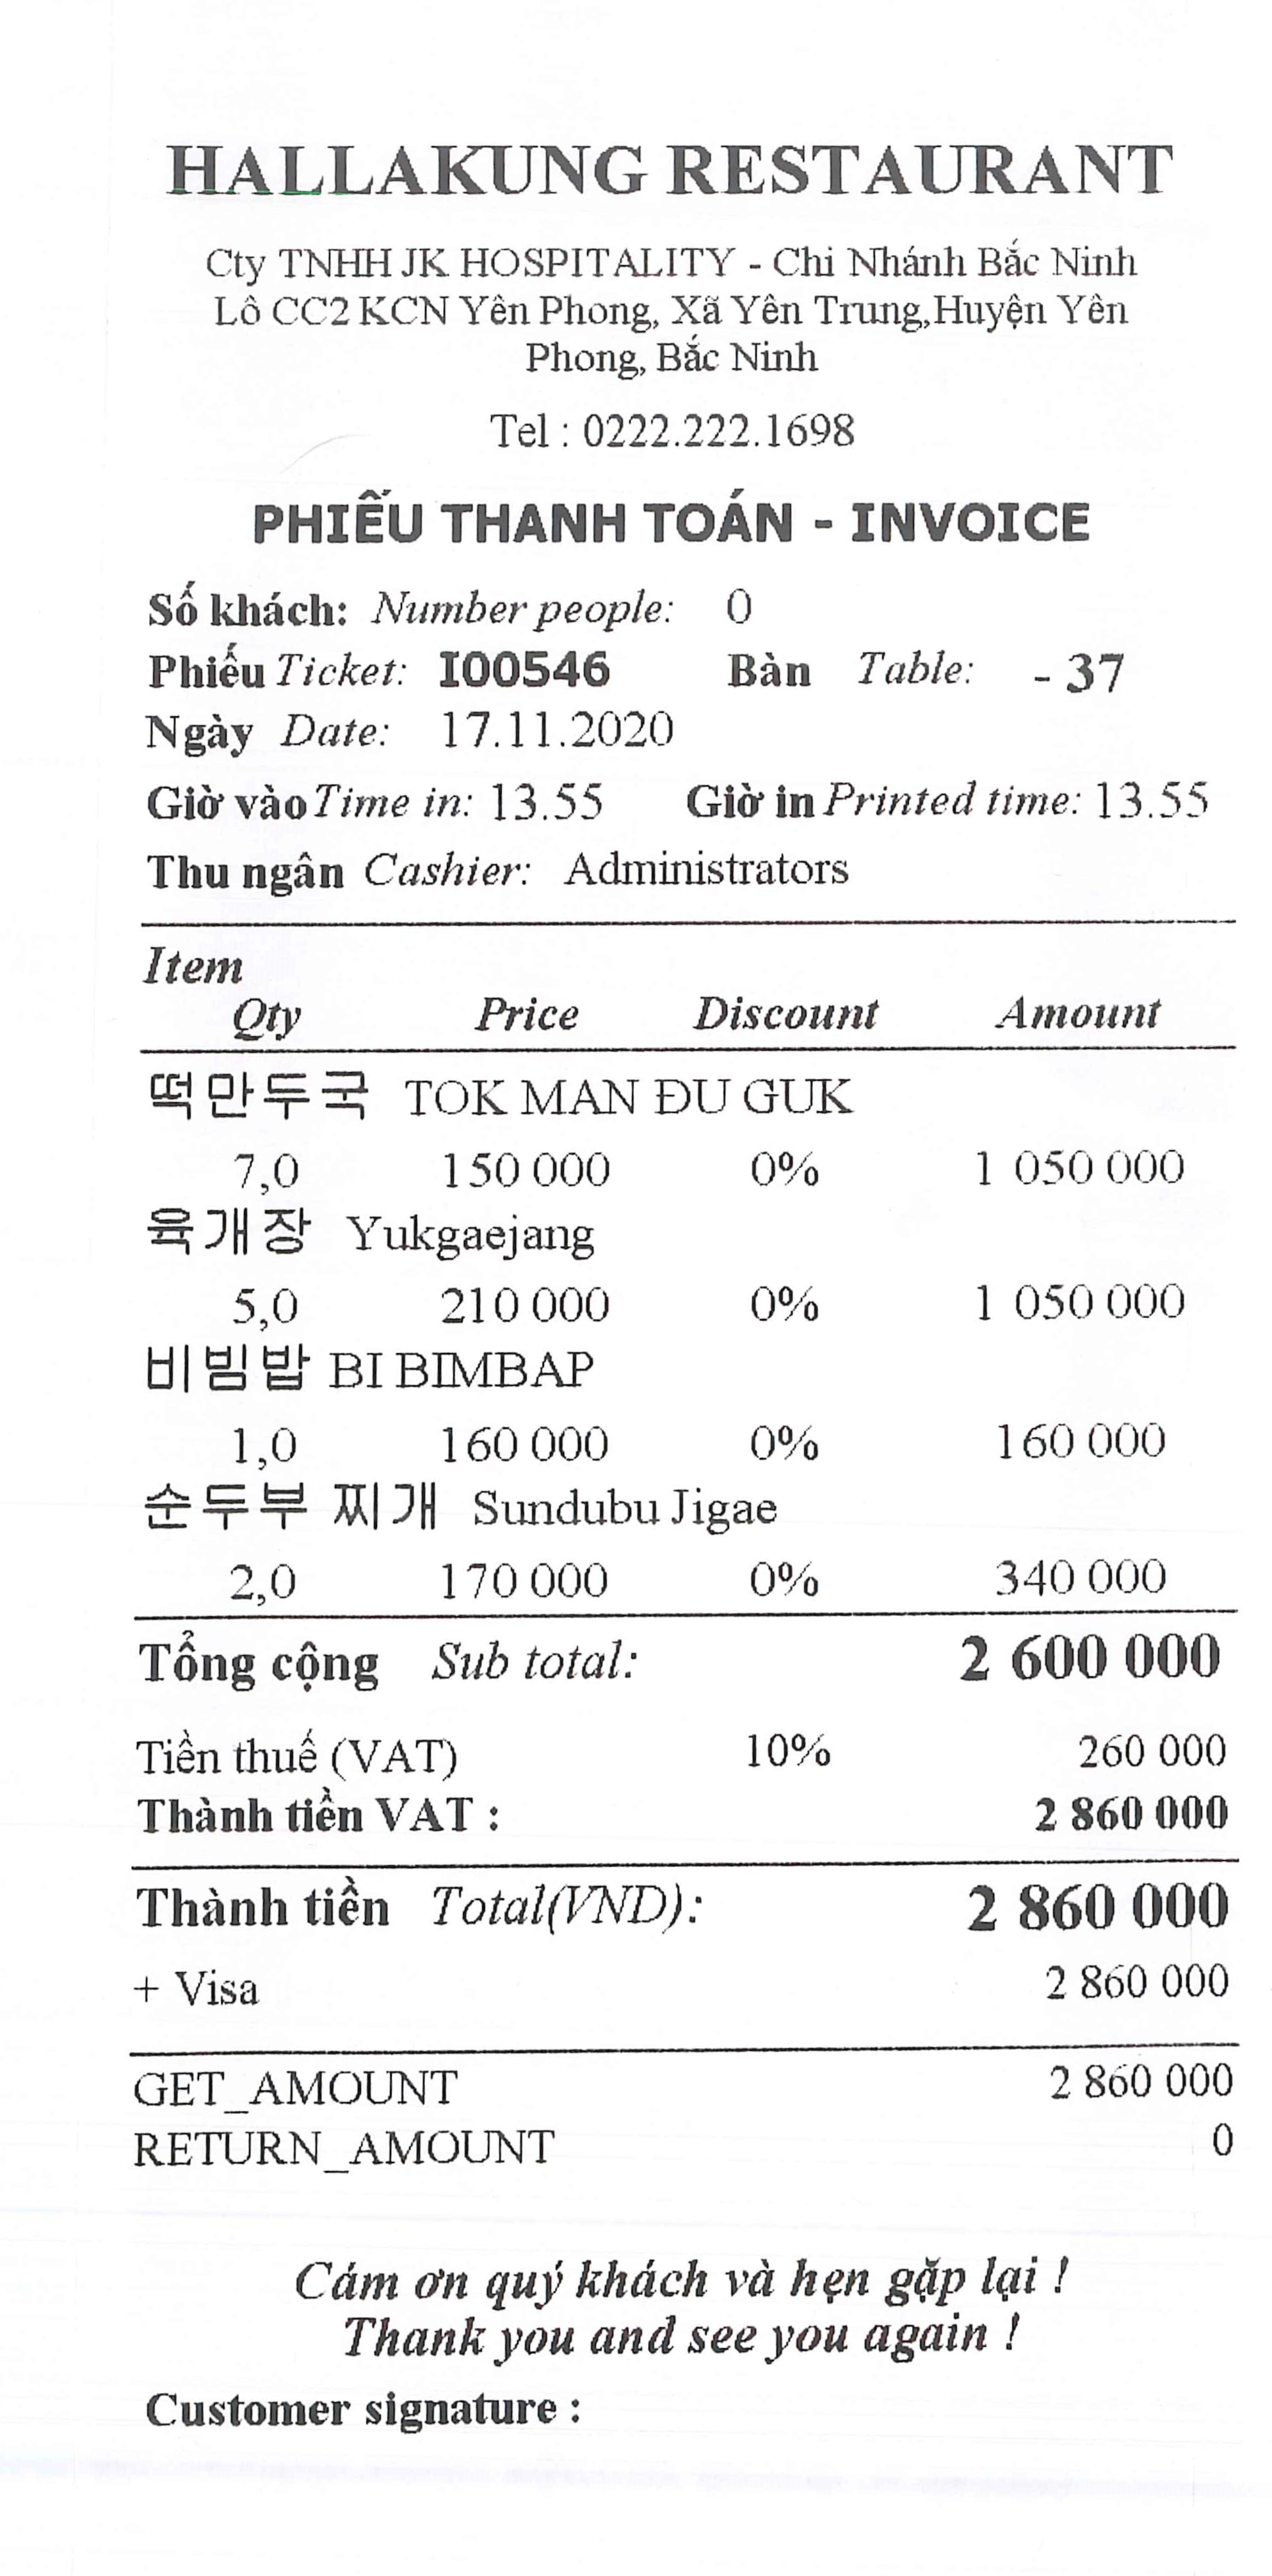 HALLAKUNG RESTAURANT
Cty TNHH JK HOSPITALITY - Chi Nhánh Bắc Ninh
Lô CC2 KCN Yên Phong, Xã Yên Trung,Huyện Yên
Phong, Bắc Ninh
Tel : 0222.222.1698
PHIẾU THANH TOÁN - INVOICE
Số khách: Number people: 0
Phiếu Ticket: I00546 Bàn Table: - 37
Ngày Date: 17.11.2020
Giờ vào Time in: 13.55 Giờ in Printed time: 13.55
Thu ngân Cashier: Administrators
Item
Qty Price Discount Amount
떡만두국 TOK MAN ĐU GUK
7,0 150 000 0% 1 050 000
육개장 Yukgaejang
5,0 210 000 0% 1 050 000
비빔밥 BI BIMBAP
1,0 160 000 0% 160 000
순두부 찌개 Sundubu Jigae
2,0 170 000 0% 340 000
Tổng cộng Sub total: 2 600 000
Tiền thuế (VAT) 10% 260 000
Thành tiền VAT : 2 860 000
Thành tiền Total(VND): 2 860 000
+ Visa 2 860 000
GET_AMOUNT 2 860 000
RETURN_AMOUNT 0
Cám ơn quý khách và hẹn gặp lại !
Thank you and see you again !
Customer signature :